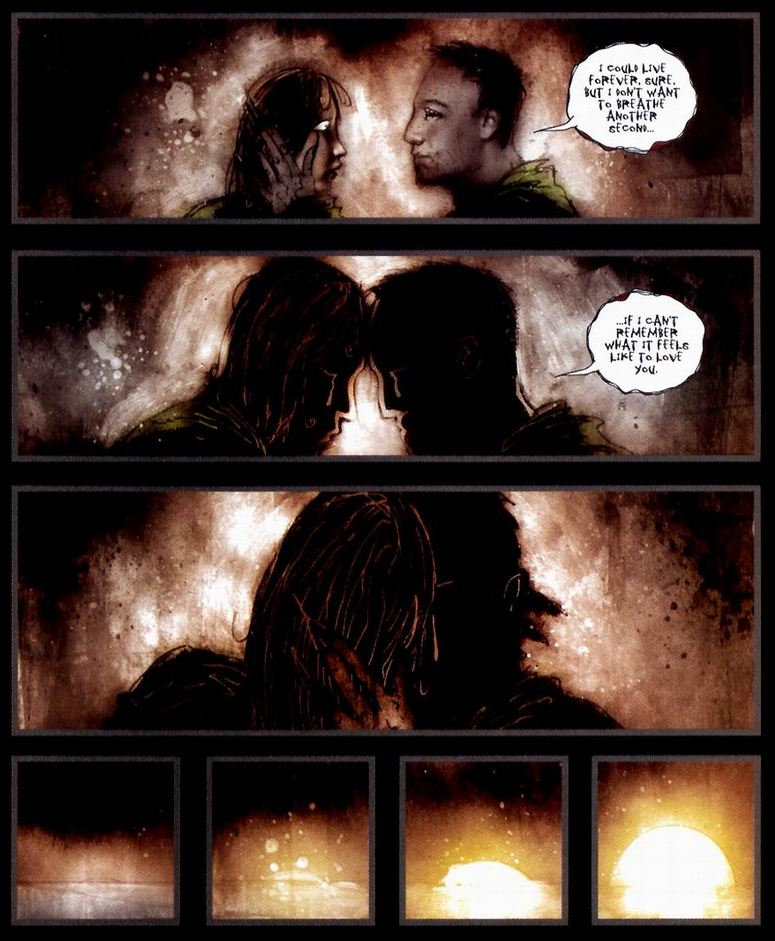 I COULD LIVE
FOREVER, SURE.
BUT I DON'T WANT
TO BREATHE
ANOTHER
SECOND...
...IF I CAN'T
REMEMBER
WHAT IT FEELS
LIKE TO LOVE
YOU.